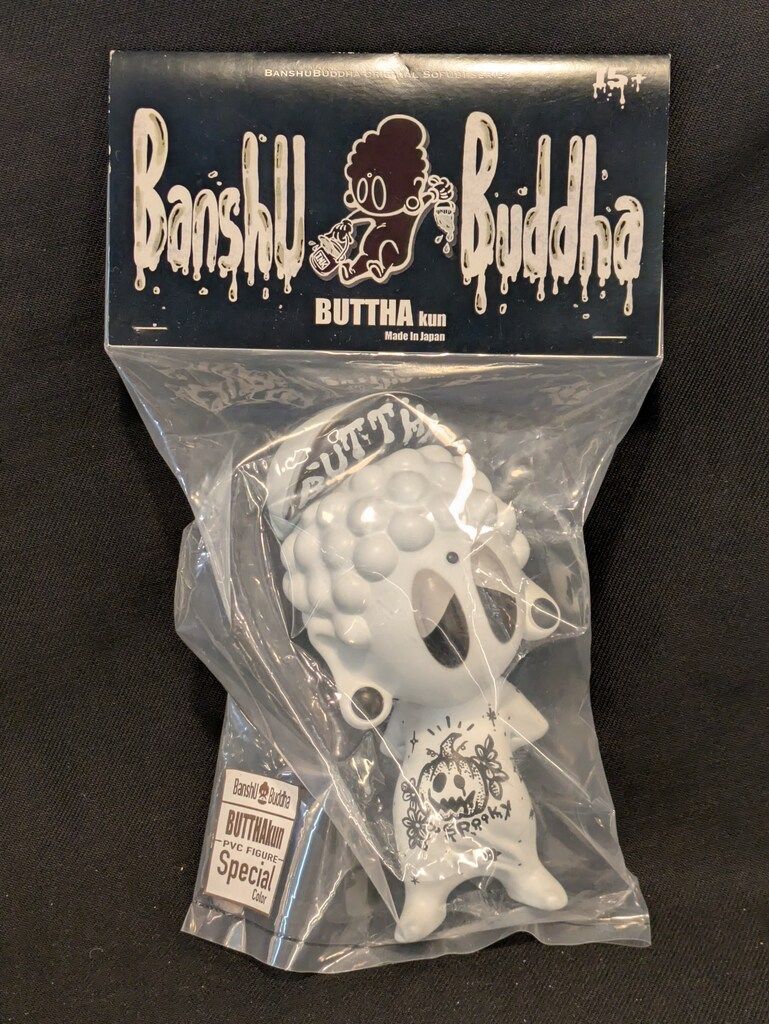 BanshuBuddha Original Sofubi Series
15+
BanshU Buddha
INK
BUTTHA kun
Made In Japan
BUTTHA
SPOOKY
BanshU Buddha
BUTTHAkun
PVC FIGURE
Special
Color